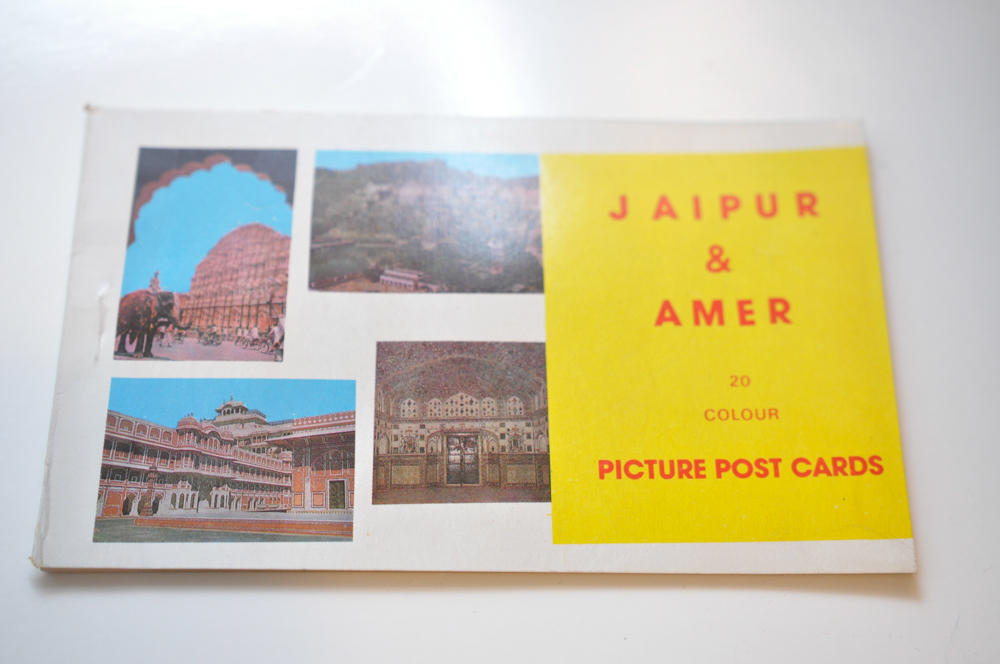 JAIPUR
&
AMER
20
COLOUR
PICTURE POST CARDS